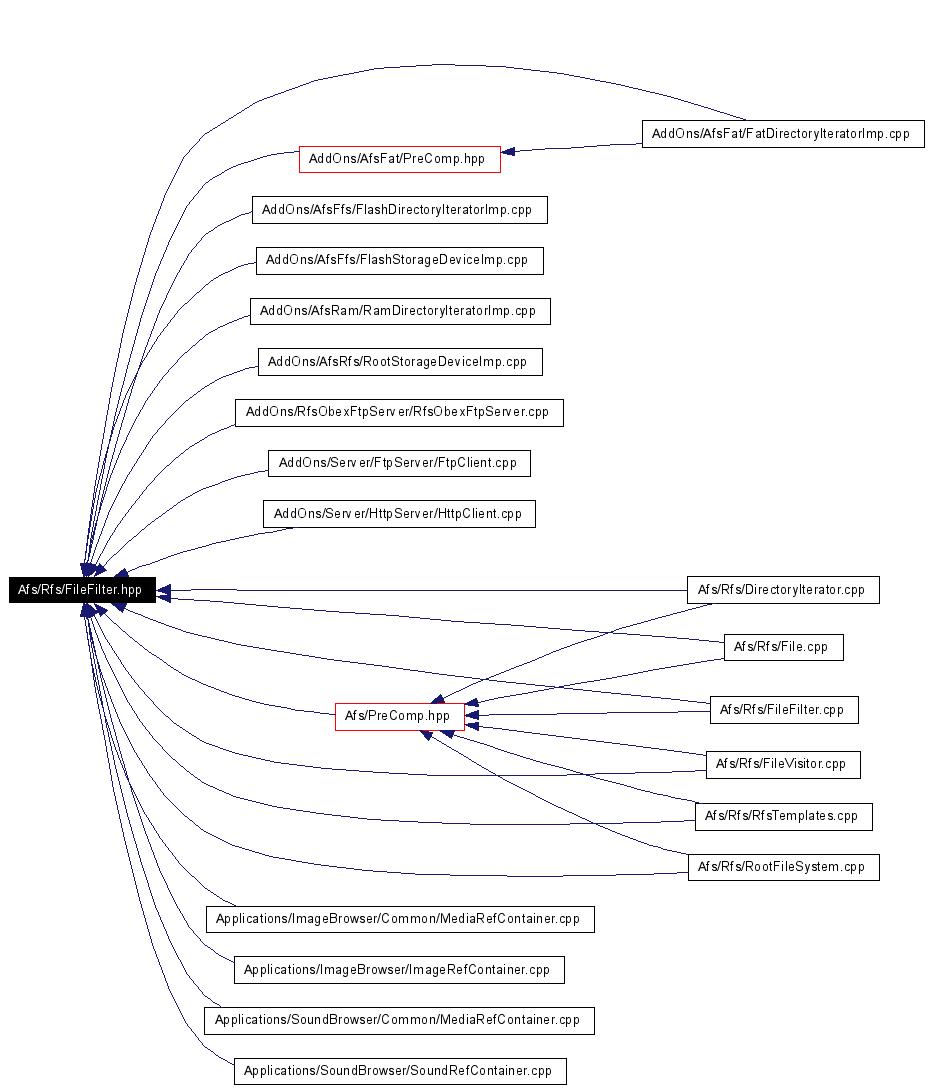 AddOns/AfsFat/FatDirectoryIteratorImp.cpp
AddOns/AfsFat/PreComp.hpp
AddOns/AfsFfs/FlashDirectoryIteratorImp.cpp
AddOns/AfsFfs/FlashStorageDeviceImp.cpp
AddOns/AfsRam/RamDirectoryIteratorImp.cpp
AddOns/AfsRfs/RootStorageDeviceImp.cpp
AddOns/RfsObexFtpServer/RfsObexFtpServer.cpp
AddOns/Server/FtpServer/FtpClient.cpp
AddOns/Server/HttpServer/HttpClient.cpp
Afs/Rfs/FileFilter.hpp
Afs/Rfs/DirectoryIterator.cpp
Afs/Rfs/File.cpp
Afs/PreComp.hpp
Afs/Rfs/FileFilter.cpp
Afs/Rfs/FileVisitor.cpp
Afs/Rfs/RfsTemplates.cpp
Afs/Rfs/RootFileSystem.cpp
Applications/ImageBrowser/Common/MediaRefContainer.cpp
Applications/ImageBrowser/ImageRefContainer.cpp
Applications/SoundBrowser/Common/MediaRefContainer.cpp
Applications/SoundBrowser/SoundRefContainer.cpp